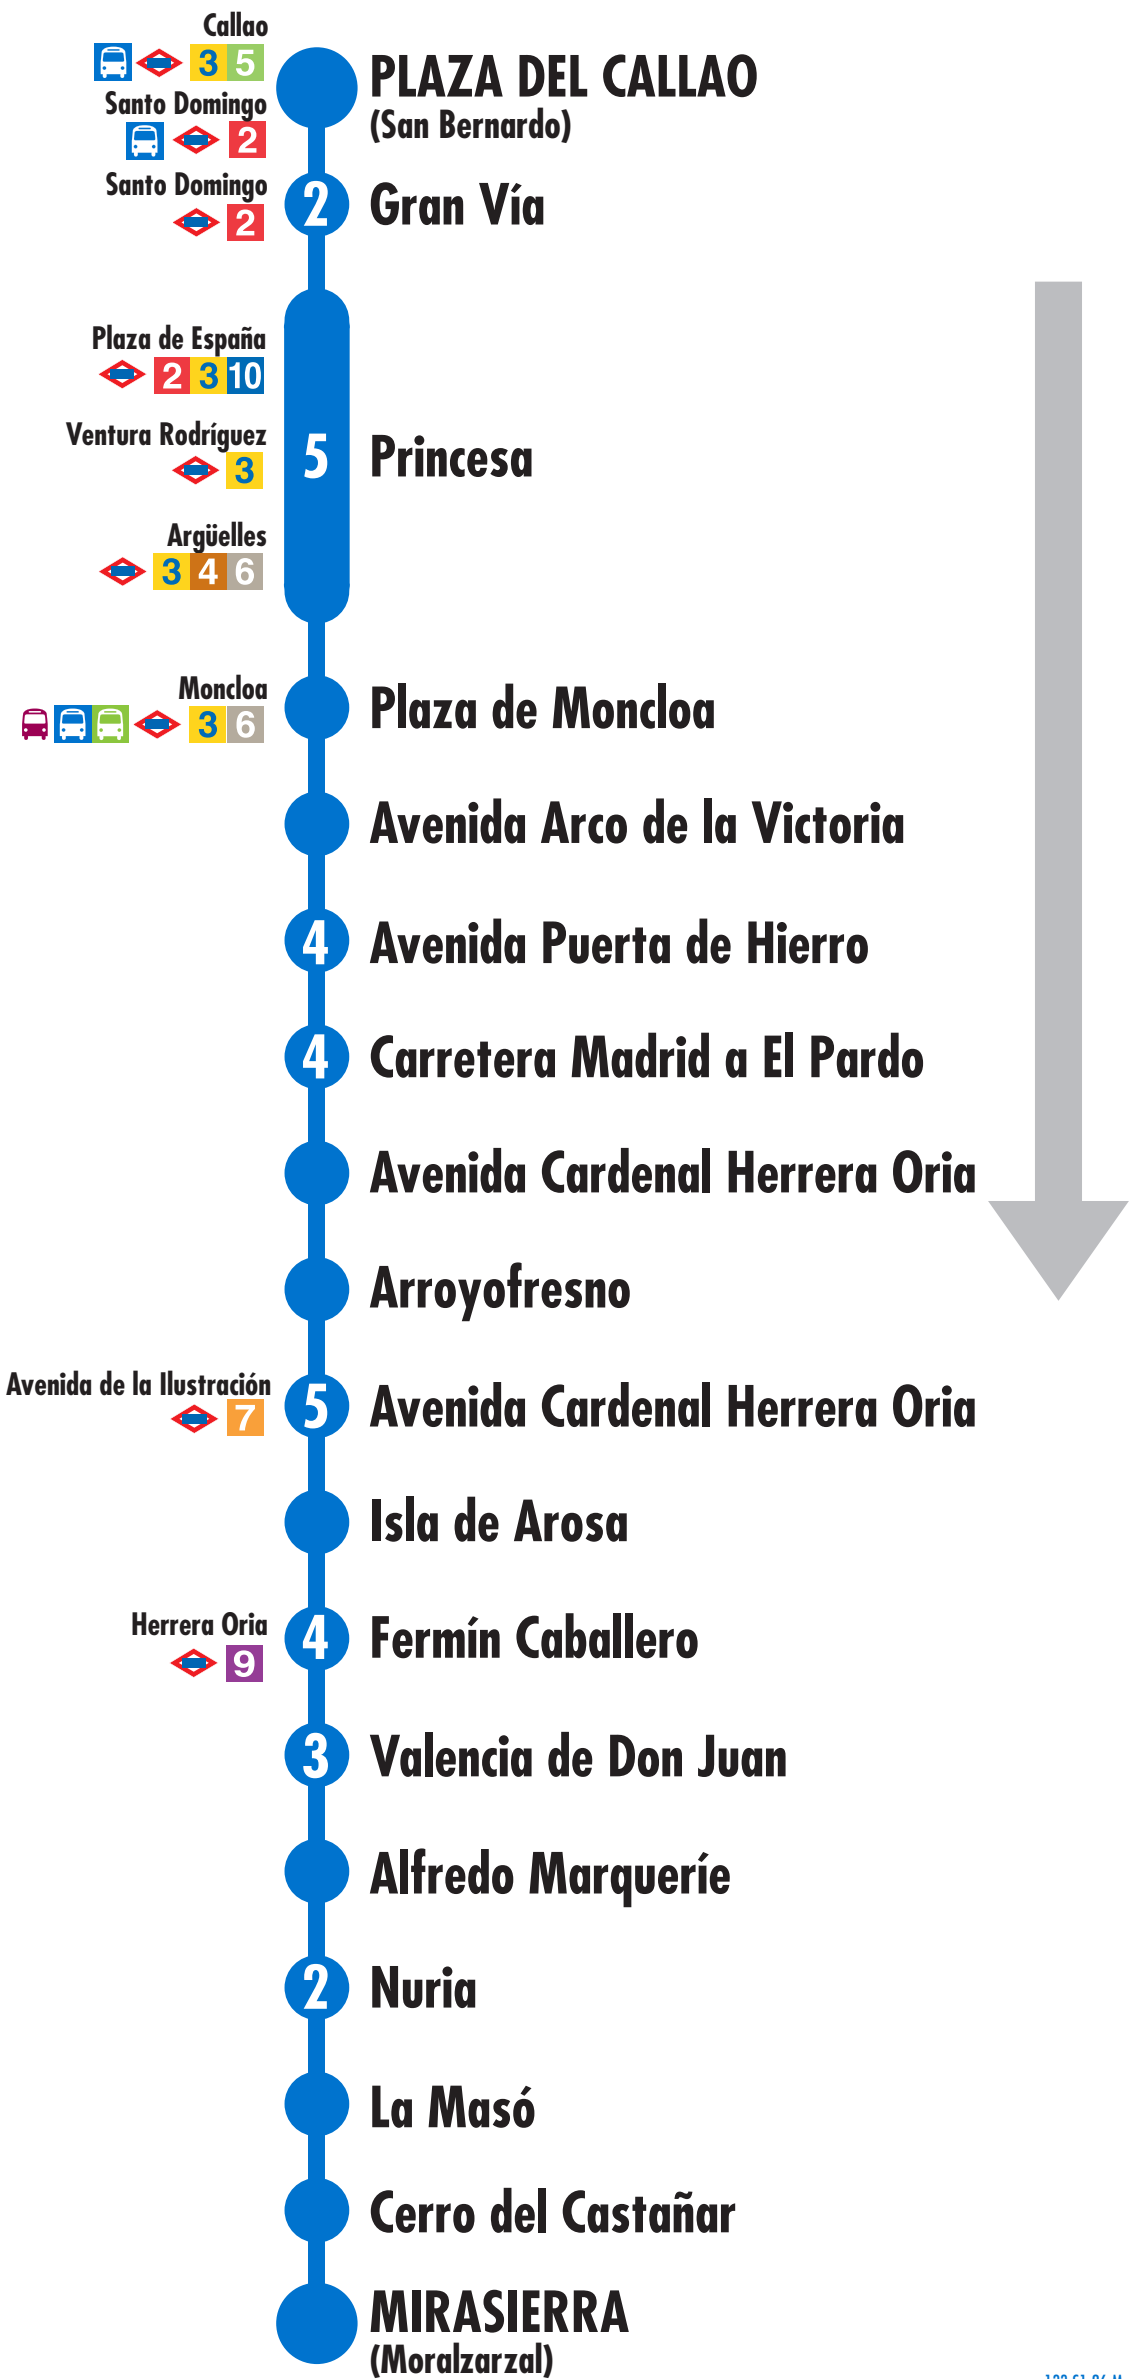 Callao
3 5
PLAZA DEL CALLAO
(San Bernardo)
Santo Domingo
2
Santo Domingo
2
2
Gran Vía
Plaza de España
2 3 10
Ventura Rodríguez
3
5
Princesa
Argüelles
3 4 6
Moncloa
3 6
Plaza de Moncloa
Avenida Arco de la Victoria
4
Avenida Puerta de Hierro
4
Carretera Madrid a El Pardo
Avenida Cardenal Herrera Oria
Arroyofresno
Avenida de la Ilustración
7
5
Avenida Cardenal Herrera Oria
Isla de Arosa
Herrera Oria
9
4
Fermín Caballero
3
Valencia de Don Juan
Alfredo Marqueríe
2
Nuria
La Masó
Cerro del Castañar
MIRASIERRA
(Moralzarzal)